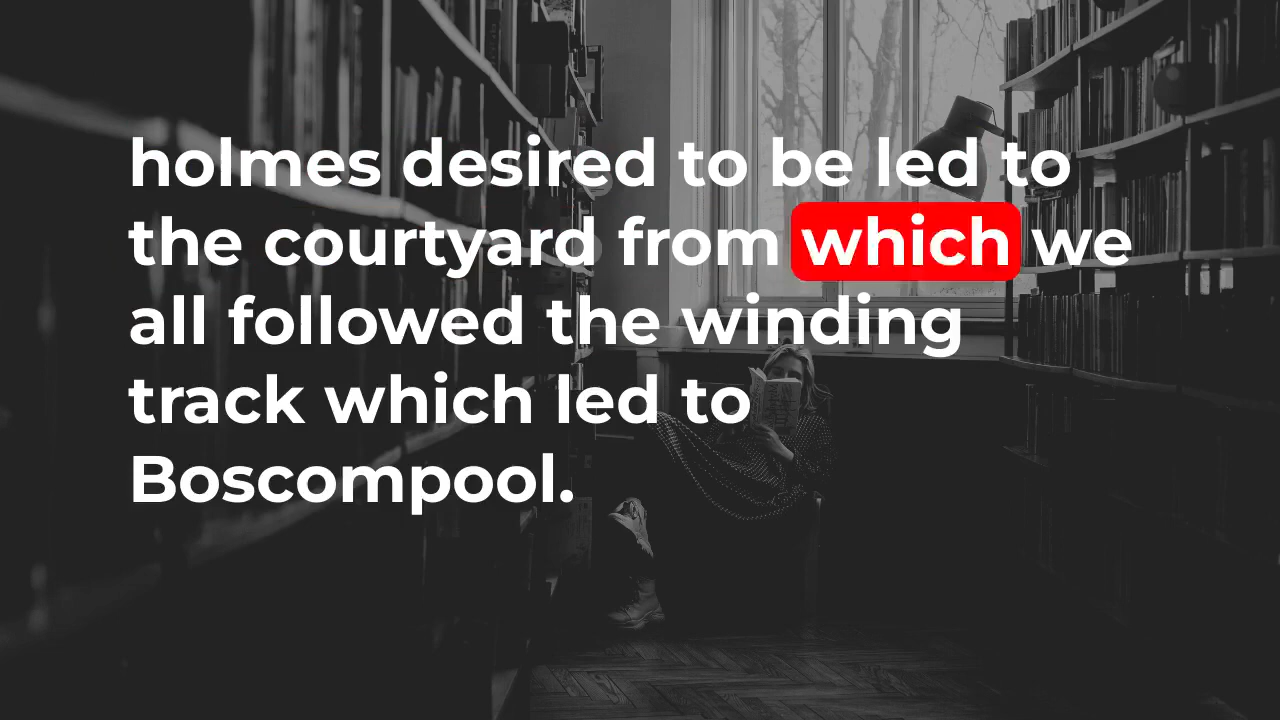 holmes desired to be led to
the courtyard from which we
all followed the winding
track which led to
Boscompool.